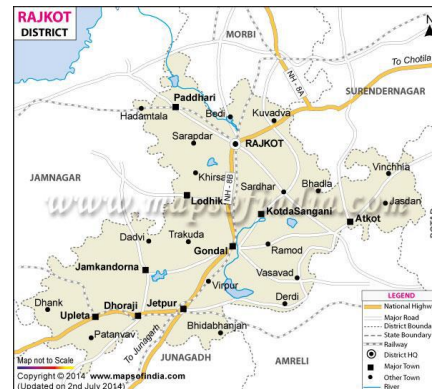 RAJKOT
DISTRICT
MORBI
N
To Chotila
NH - 8A
SURENDERNAGAR
Paddhari
Hadamtala
Bedi
Kuvadva
Sarapdar
RAJKOT
JAMNAGAR
Khirsa
NH - 8B
Sardhar
Bhadla
Vinchhia
Jasdan
www.mapsofindia.com
Lodhik
KotdaSangani
Atkot
Dadvi
Trakuda
Gondal
Ramod
Jamkandorna
Virpur
Vasavad
Dhank
Dhoraji
Jetpur
Derdi
Upleta
Patanvav
To Junagarh
Bhidabhanjan
JUNAGADH
AMRELI
LEGEND
National Highw
Major Road
District Bounda
State Boundary
Railway
District HQ
Major Town
Other Town
River
Map not to Scale
Copyright © 2014 www.mapsofindia.com
(Updated on 2nd July 2014)